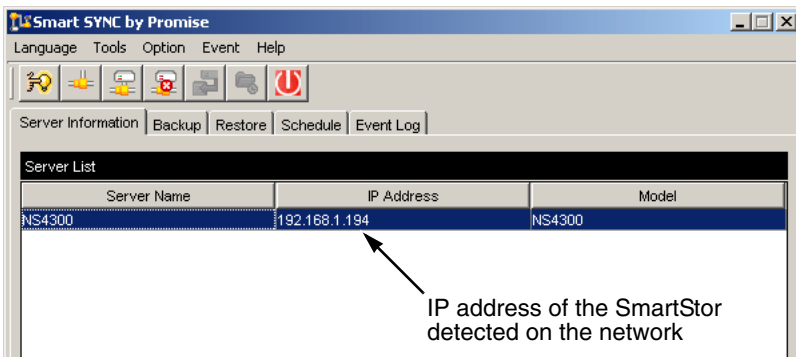 Smart SYNC by Promise
Language Tools Option Event Help
Server Information Backup Restore Schedule Event Log
Server List
Server Name IP Address Model
NS4300 192.168.1.194 NS4300
IP address of the SmartStor
detected on the network